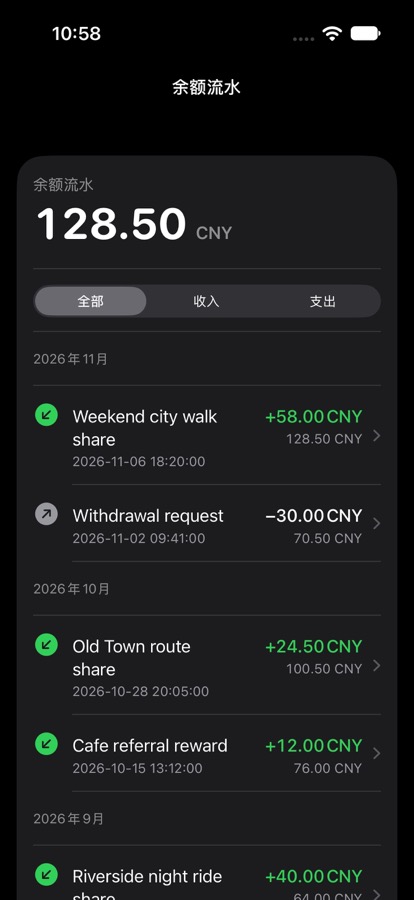 10:58
余额流水
余额流水
128.50 CNY
全部 收入 支出
2026年11月
Weekend city walk +58.00 CNY
share 128.50 CNY
2026-11-06 18:20:00
Withdrawal request −30.00 CNY
2026-11-02 09:41:00 70.50 CNY
2026年10月
Old Town route +24.50 CNY
share 100.50 CNY
2026-10-28 20:05:00
Cafe referral reward +12.00 CNY
2026-10-15 13:12:00 76.00 CNY
2026年9月
Riverside night ride +40.00 CNY
share 64.00 CNY